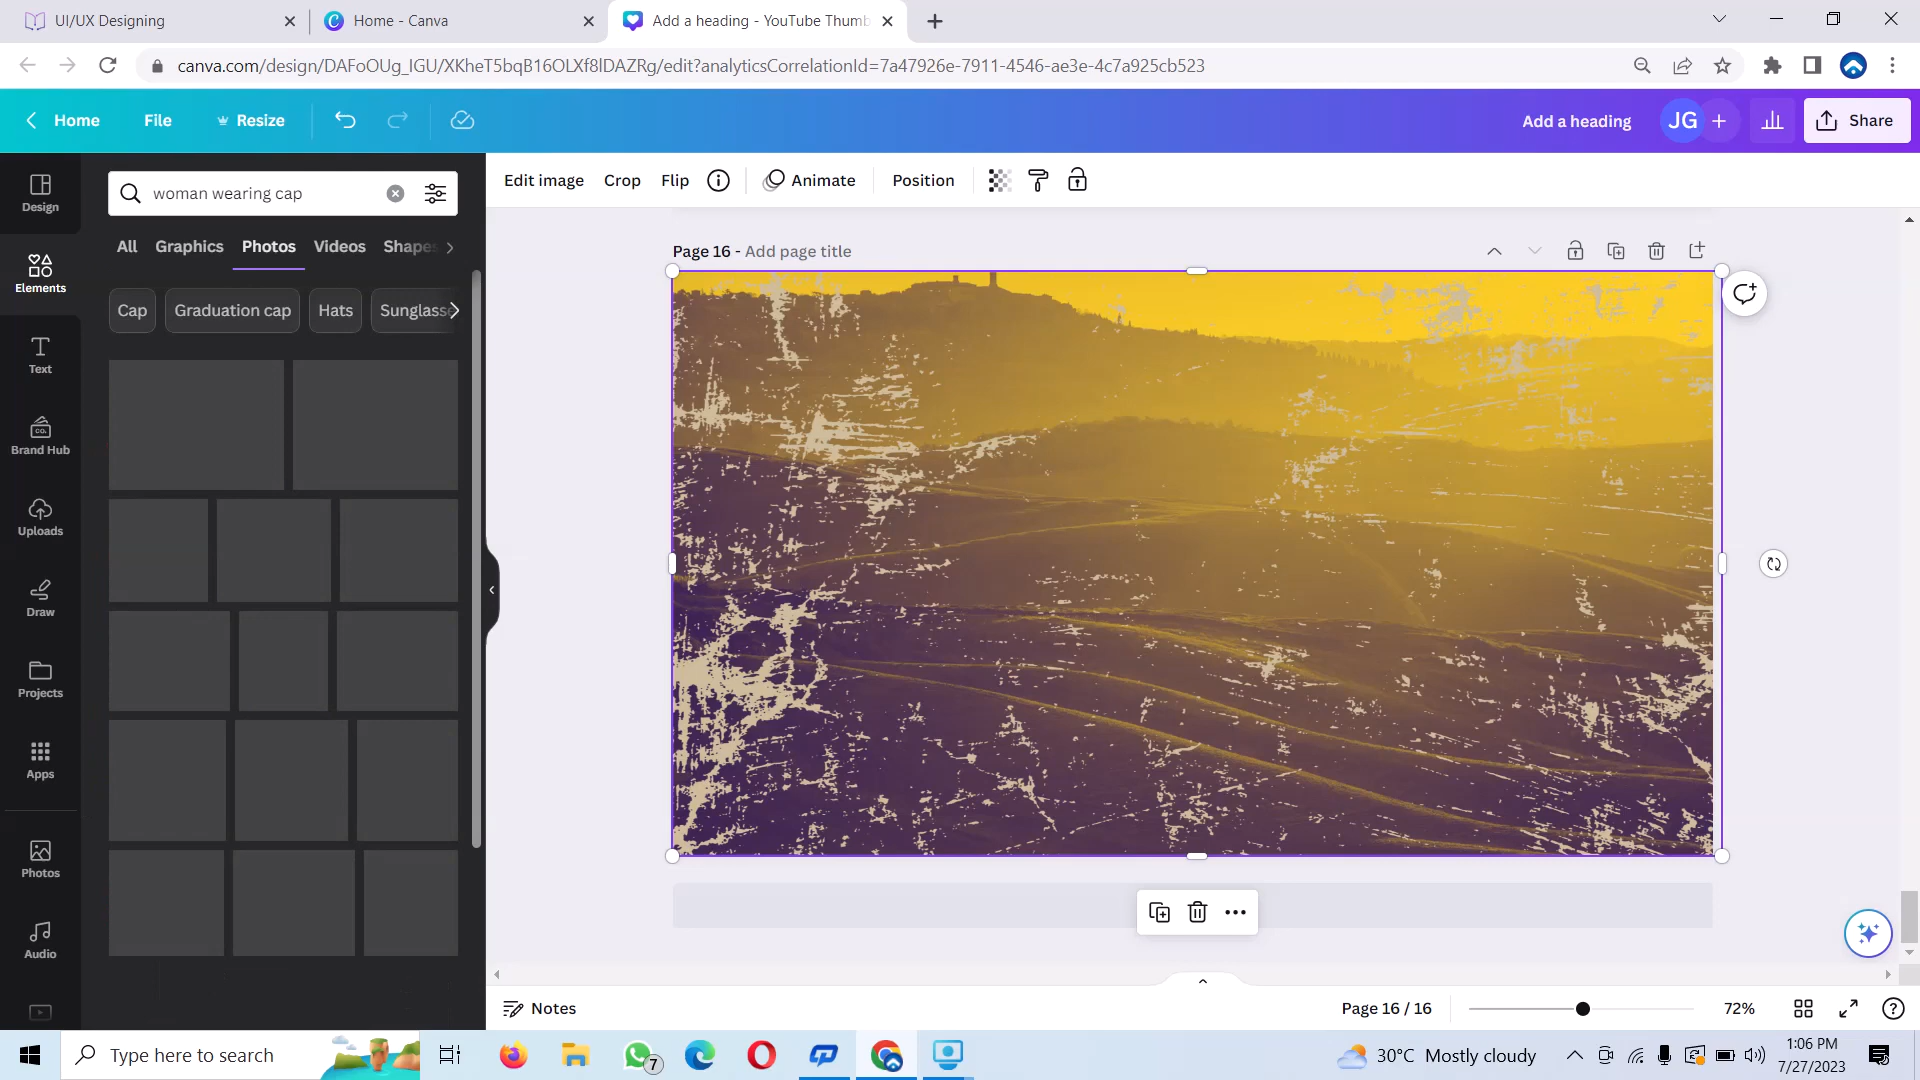 UI/UX Designing
Home - Canva
Add a heading - YouTube Thumb
canva.com/design/DAFoOUg_IGU/XKheT5bqB16OLXf8lDAZRg/edit?analyticsCorrelationId=7a47926e-7911-4546-ae3e-4c7a925cb523
Home
File
Resize
Add a heading
JG
Share
Design
Elements
Text
Brand Hub
Uploads
Draw
Projects
Apps
Photos
Audio
woman wearing cap
All
Graphics
Photos
Videos
Shapes
Cap
Graduation cap
Hats
Sunglasse
Edit image
Crop
Flip
Animate
Position
Page 16 - Add page title
Notes
Page 16 / 16
72%
Type here to search
7
30°C Mostly cloudy
1:06 PM
7/27/2023